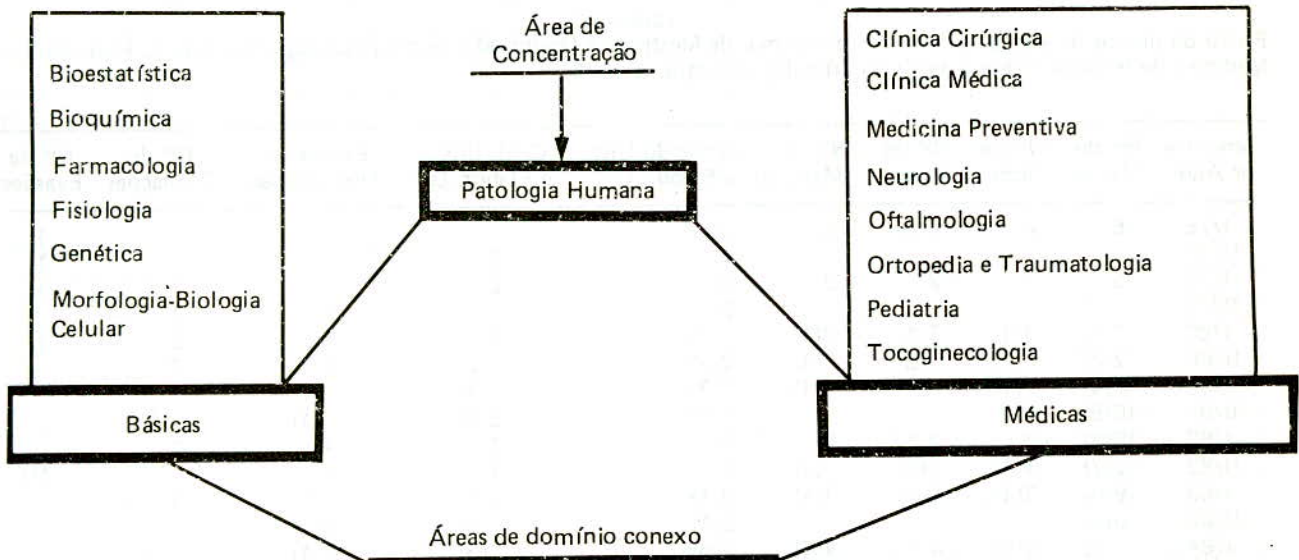 Área de
Concentração
Patologia Humana
Bioestatística
Bioquímica
Farmacologia
Fisiologia
Genética
Morfologia-Biologia
Celular
Básicas
Clínica Cirúrgica
Clínica Médica
Medicina Preventiva
Neurologia
Oftalmologia
Ortopedia e Traumatologia
Pediatria
Tocoginecologia
Médicas
Áreas de domínio conexo